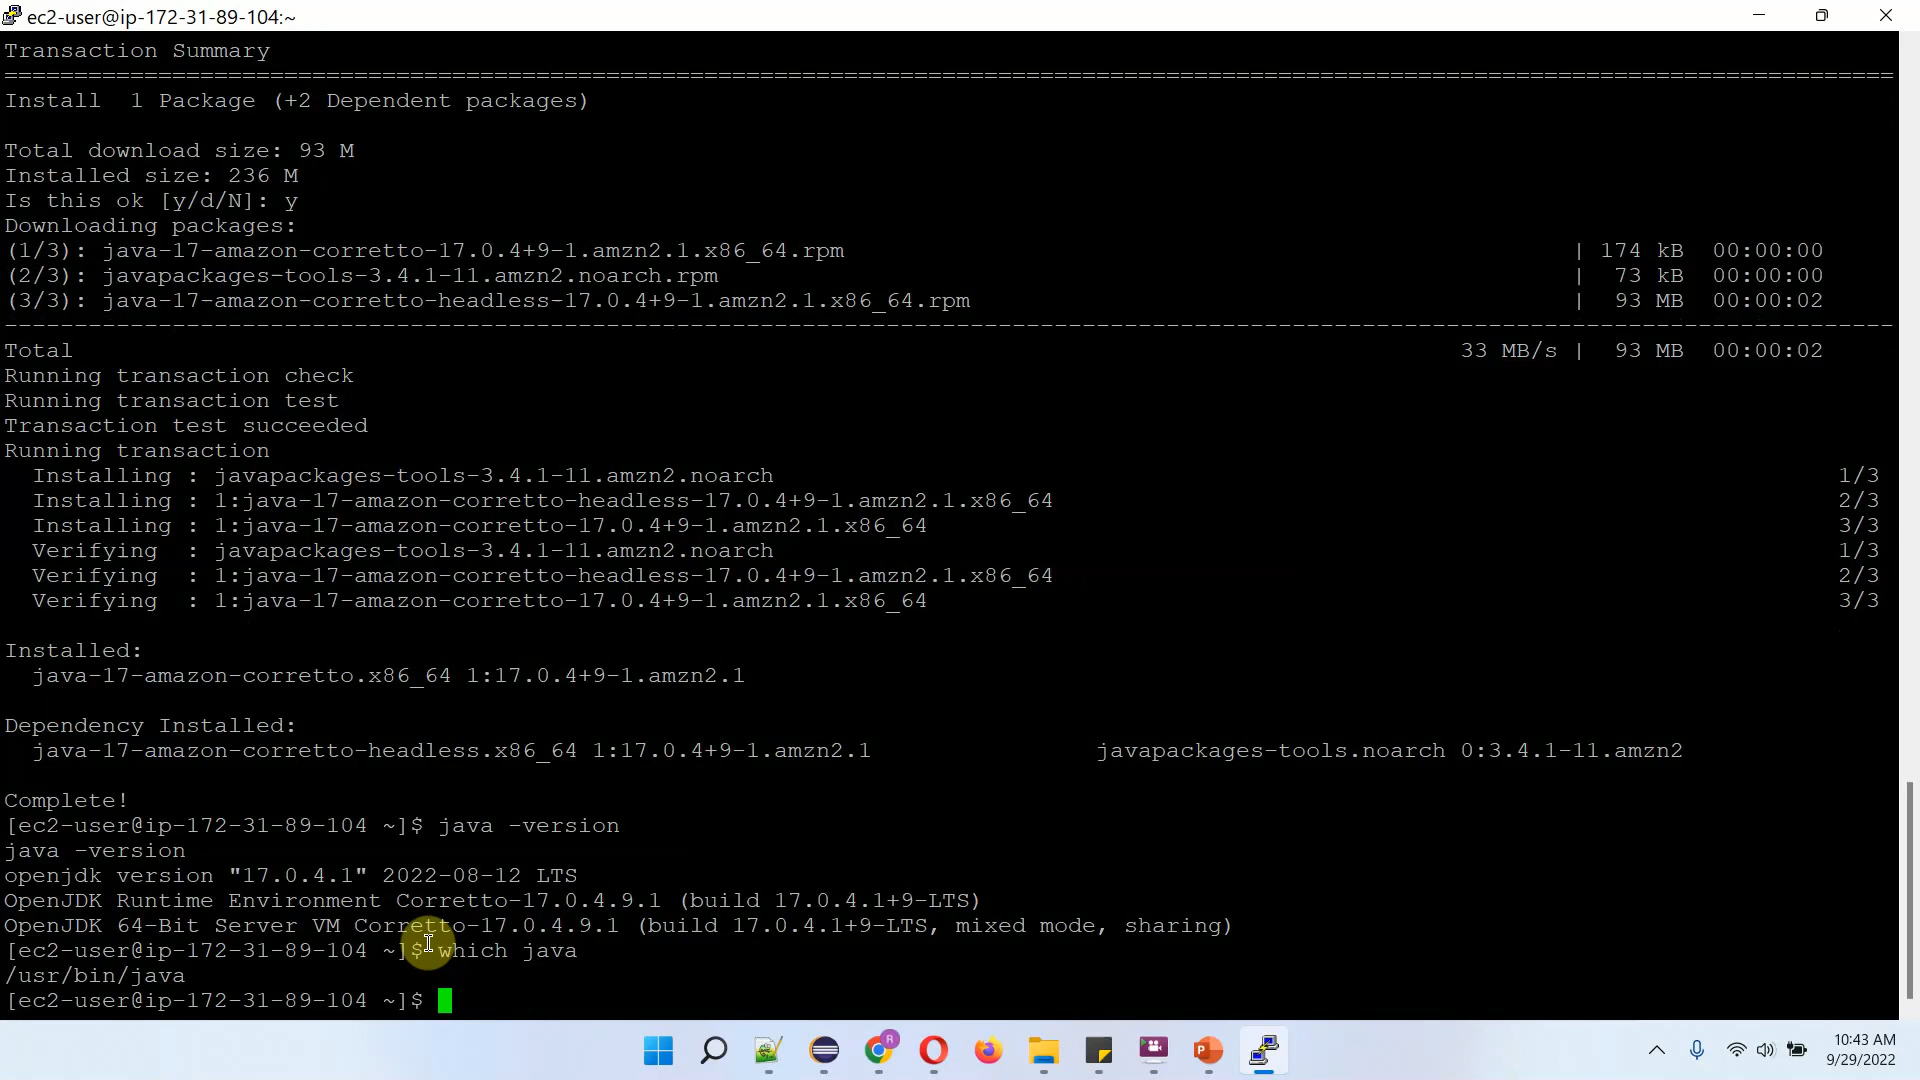 ec2-user@ip-172-31-89-104:~
Transaction Summary
================================================================================
Install  1 Package (+2 Dependent packages)
Total download size: 93 M
Installed size: 236 M
Is this ok [y/d/N]: y
Downloading packages:
(1/3): java-17-amazon-corretto-17.0.4+9-1.amzn2.1.x86_64.rpm | 174 kB 00:00:00
(2/3): javapackages-tools-3.4.1-11.amzn2.noarch.rpm | 73 kB 00:00:00
(3/3): java-17-amazon-corretto-headless-17.0.4+9-1.amzn2.1.x86_64.rpm | 93 MB 00:00:02
--------------------------------------------------------------------------------
Total 33 MB/s | 93 MB 00:00:02
Running transaction check
Running transaction test
Transaction test succeeded
Running transaction
Installing : javapackages-tools-3.4.1-11.amzn2.noarch 1/3
Installing : 1:java-17-amazon-corretto-headless-17.0.4+9-1.amzn2.1.x86_64 2/3
Installing : 1:java-17-amazon-corretto-17.0.4+9-1.amzn2.1.x86_64 3/3
Verifying : javapackages-tools-3.4.1-11.amzn2.noarch 1/3
Verifying : 1:java-17-amazon-corretto-headless-17.0.4+9-1.amzn2.1.x86_64 2/3
Verifying : 1:java-17-amazon-corretto-17.0.4+9-1.amzn2.1.x86_64 3/3
Installed:
java-17-amazon-corretto.x86_64 1:17.0.4+9-1.amzn2.1
Dependency Installed:
java-17-amazon-corretto-headless.x86_64 1:17.0.4+9-1.amzn2.1 javapackages-tools.noarch 0:3.4.1-11.amzn2
Complete!
[ec2-user@ip-172-31-89-104 ~]$ java -version
java -version
openjdk version "17.0.4.1" 2022-08-12 LTS
OpenJDK Runtime Environment Corretto-17.0.4.9.1 (build 17.0.4.1+9-LTS)
OpenJDK 64-Bit Server VM Corretto-17.0.4.9.1 (build 17.0.4.1+9-LTS, mixed mode, sharing)
[ec2-user@ip-172-31-89-104 ~]$ which java
/usr/bin/java
[ec2-user@ip-172-31-89-104 ~]$
R
P
10:43 AM
9/29/2022